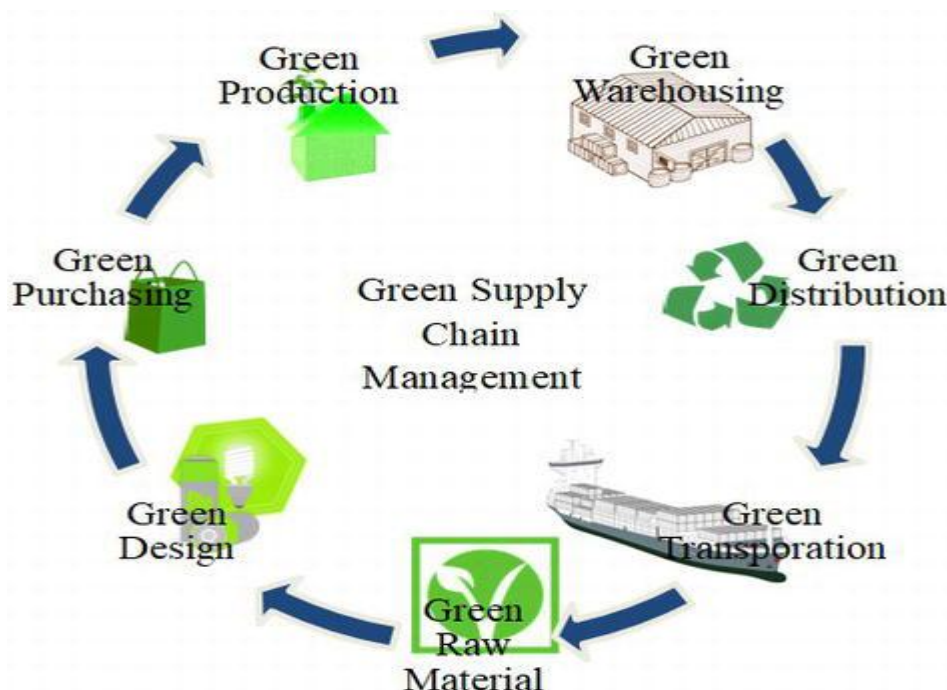 Green
Production
Green
Warehousing
Green
Purchasing
Green Supply
Chain
Management
Green
Distribution
Green
Design
Green
Transporation
Green
Raw
Material